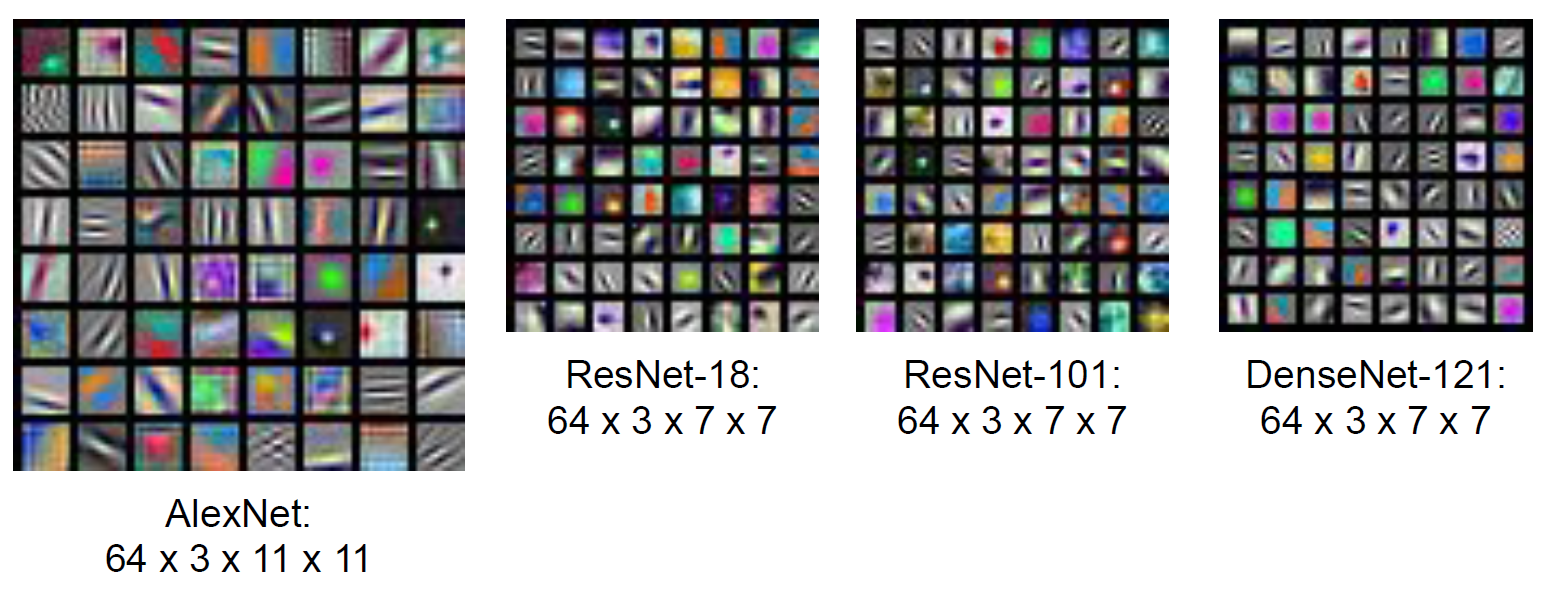 AlexNet:
64 x 3 x 11 x 11
ResNet-18:
64 x 3 x 7 x 7
ResNet-101:
64 x 3 x 7 x 7
DenseNet-121:
64 x 3 x 7 x 7